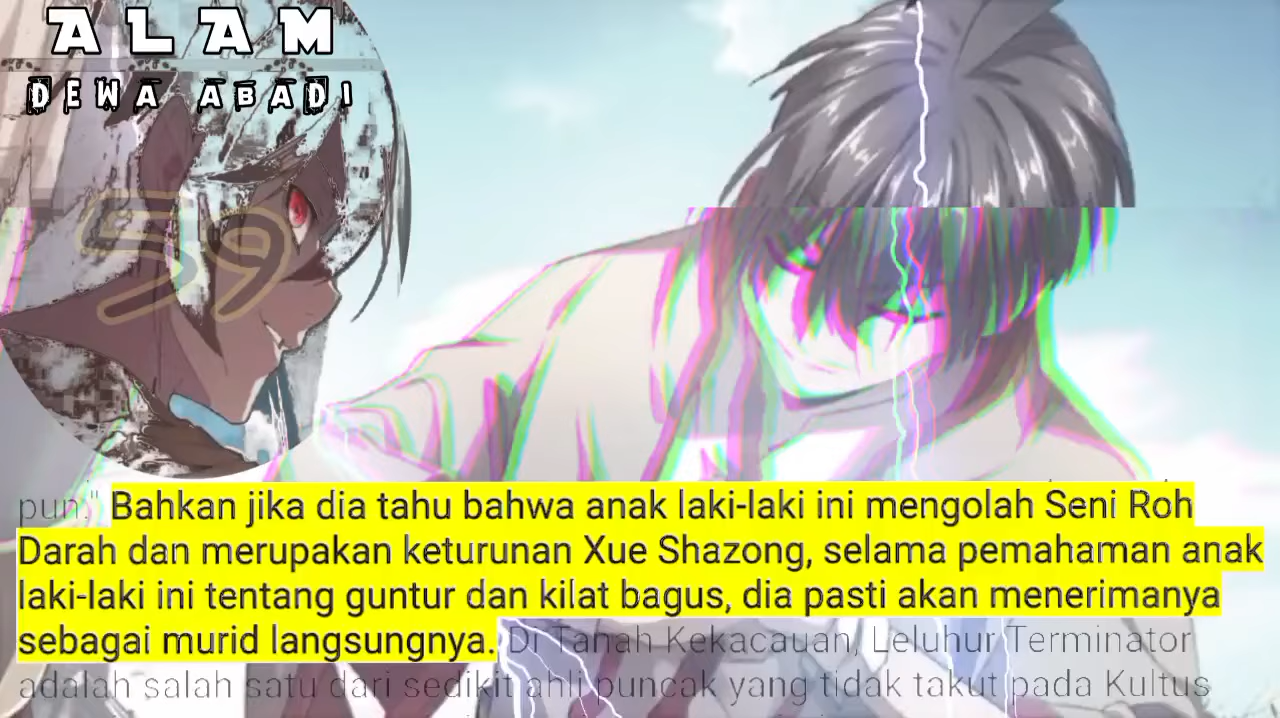 ALAM
DEWA ABADI
59
pun." Bahkan jika dia tahu bahwa anak laki-laki ini mengolah Seni Roh
Darah dan merupakan keturunan Xue Shazong, selama pemahaman anak
laki-laki ini tentang guntur dan kilat bagus, dia pasti akan menerimanya
sebagai murid langsungnya. Di Tanah Kekacauan, Leluhur Terminator
adalah salah satu dari sedikit ahli puncak yang tidak takut pada Kultus